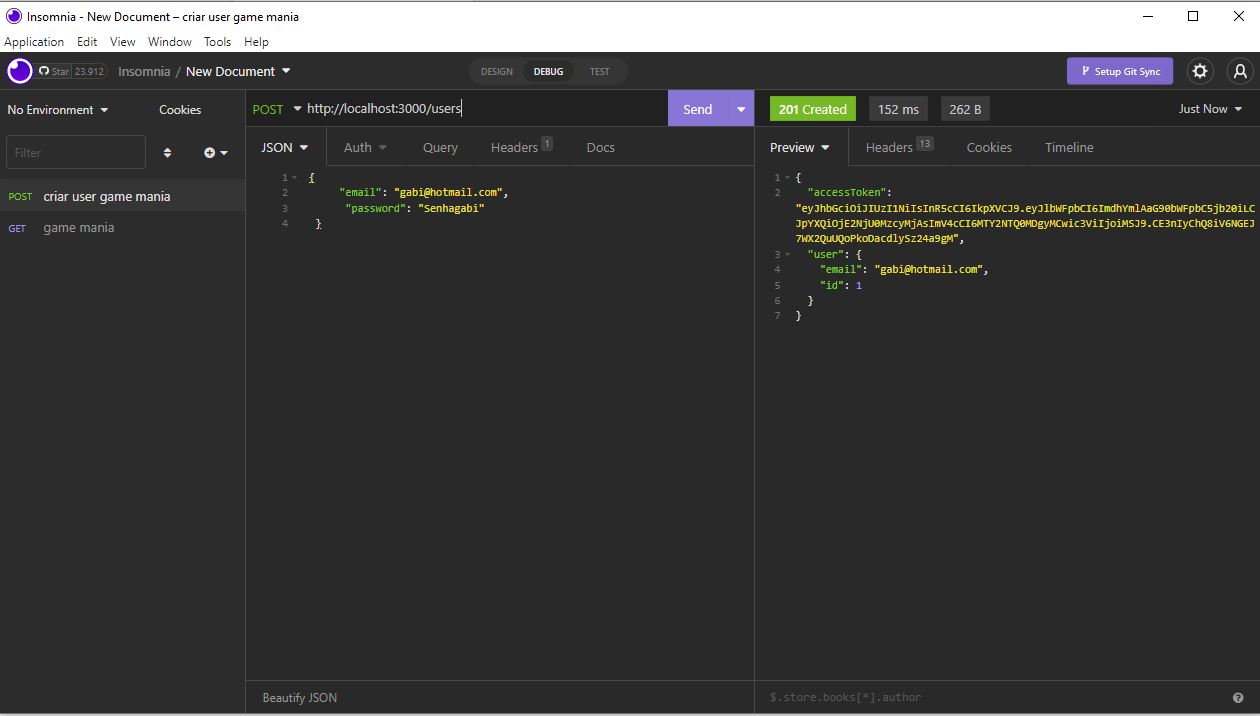 Insomnia - New Document – criar user game mania
Application Edit View Window Tools Help
Star 23.912 Insomnia / New Document DESIGN DEBUG TEST Setup Git Sync
No Environment Cookies
POST http://localhost:3000/users Send
201 Created 152 ms 262 B Just Now
Filter
POST criar user game mania
GET game mania
JSON Auth Query Headers 1 Docs
1 {
2 "email": "gabi@hotmail.com",
3 "password": "Senhagabi"
4 }
Beautify JSON
Preview Headers 13 Cookies Timeline
1 {
2 "accessToken":
"eyJhbGciOiJIUzI1NiIsInR5cCI6IkpXVCJ9.eyJlbWFpbCI6ImdhYmlAaG90bWFpbC5jb20iLC
JpYXQiOjE2NjU0MzcyMjAsImV4cCI6MTY2NTQ0MDgyMCwic3ViIjoiMSJ9.CE3nIyChQ8iV6NGEJ
7WX2QuUQoPkoDacdlySz24a9gM",
3 "user": {
4 "email": "gabi@hotmail.com",
5 "id": 1
6 }
7 }
$.store.books[*].author